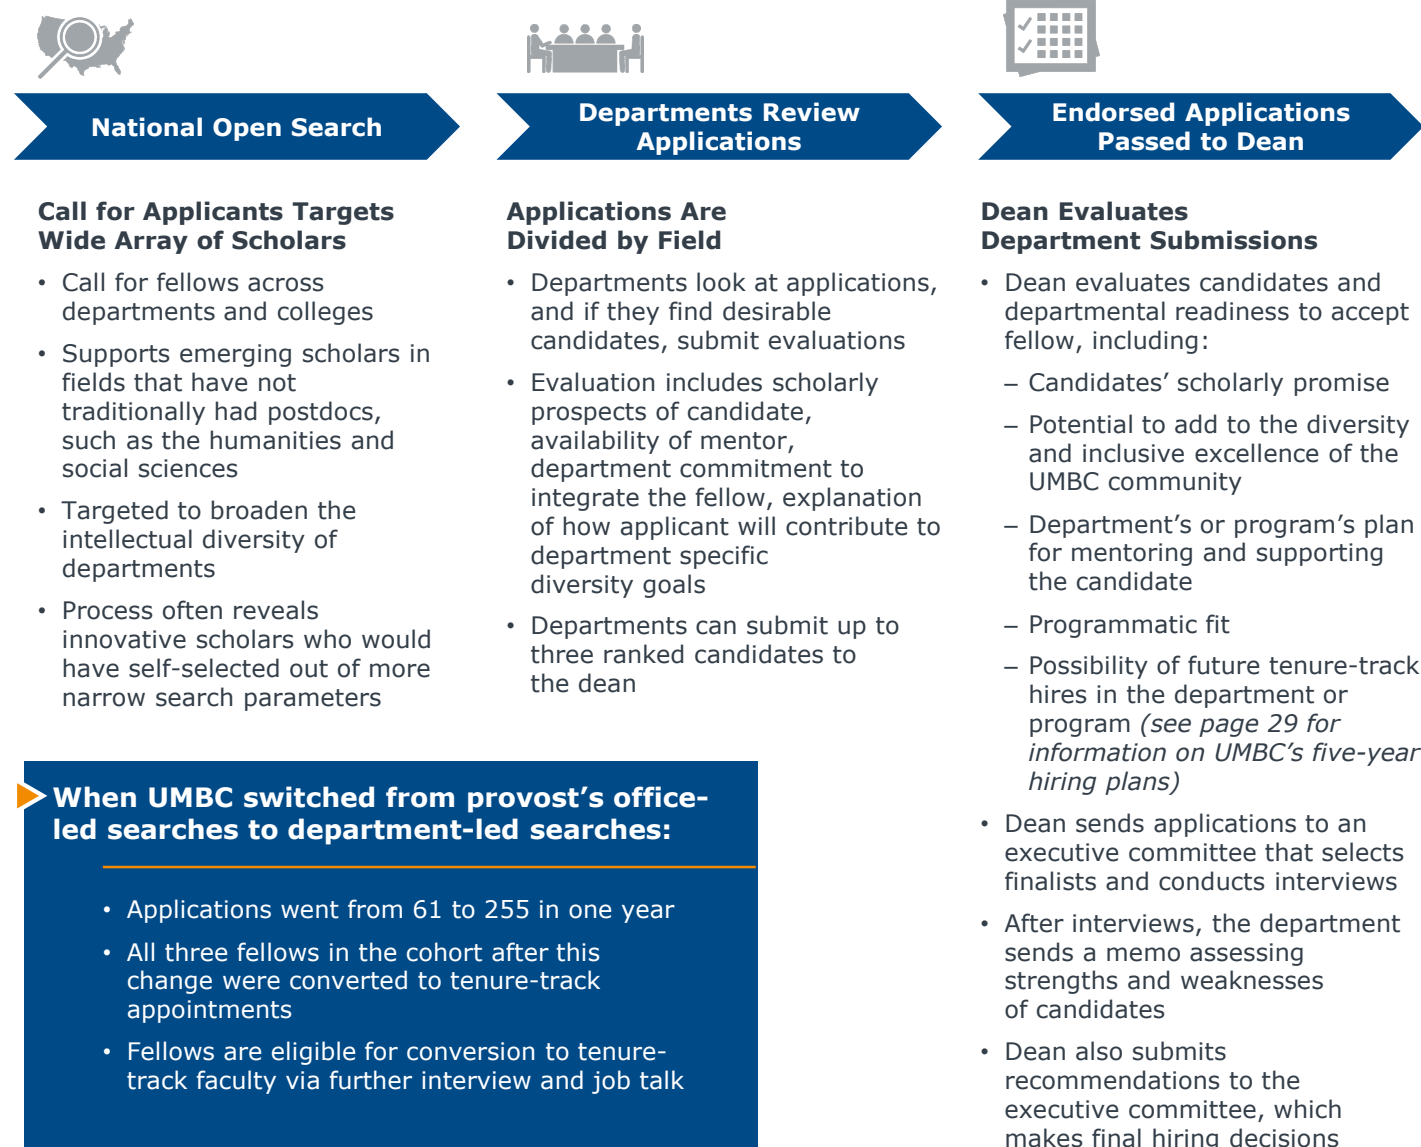 National Open Search
Departments Review
Applications
Endorsed Applications
Passed to Dean
Call for Applicants Targets
Wide Array of Scholars
• Call for fellows across
departments and colleges
• Supports emerging scholars in
fields that have not
traditionally had postdocs,
such as the humanities and
social sciences
• Targeted to broaden the
intellectual diversity of
departments
• Process often reveals
innovative scholars who would
have self-selected out of more
narrow search parameters
Applications Are
Divided by Field
• Departments look at applications,
and if they find desirable
candidates, submit evaluations
• Evaluation includes scholarly
prospects of candidate,
availability of mentor,
department commitment to
integrate the fellow, explanation
of how applicant will contribute to
department specific
diversity goals
• Departments can submit up to
three ranked candidates to
the dean
Dean Evaluates
Department Submissions
• Dean evaluates candidates and
departmental readiness to accept
fellow, including:
– Candidates’ scholarly promise
– Potential to add to the diversity
and inclusive excellence of the
UMBC community
– Department’s or program’s plan
for mentoring and supporting
the candidate
– Programmatic fit
– Possibility of future tenure-track
hires in the department or
program (see page 29 for
information on UMBC’s five-year
hiring plans)
• Dean sends applications to an
executive committee that selects
finalists and conducts interviews
• After interviews, the department
sends a memo assessing
strengths and weaknesses
of candidates
• Dean also submits
recommendations to the
executive committee, which
makes final hiring decisions
When UMBC switched from provost’s office-
led searches to department-led searches:
• Applications went from 61 to 255 in one year
• All three fellows in the cohort after this
change were converted to tenure-track
appointments
• Fellows are eligible for conversion to tenure-
track faculty via further interview and job talk